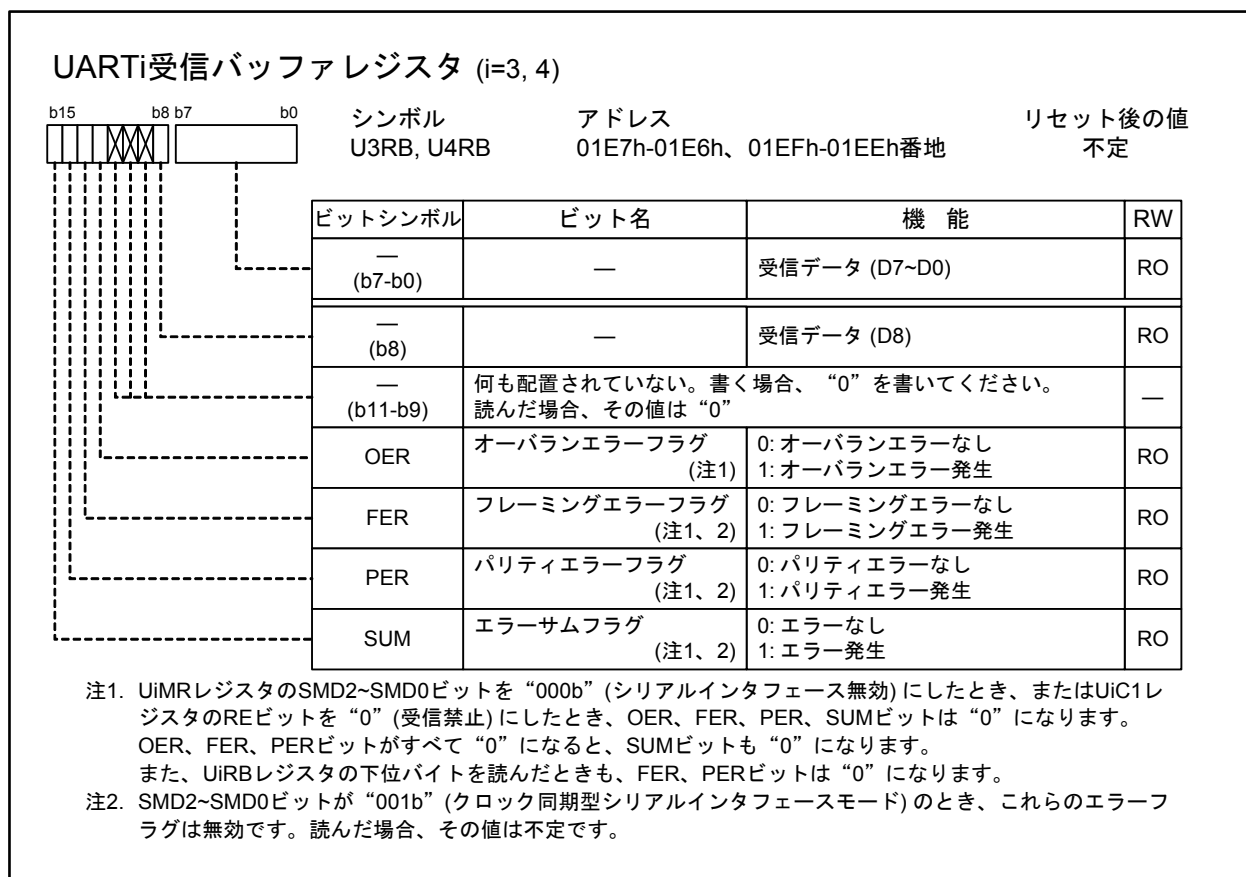 UARTi受信バッファレジスタ (i=3, 4)
b15 b8 b7 b0
シンボル アドレス リセット後の値
U3RB, U4RB 01E7h-01E6h、01EFh-01EEh番地 不定
ビットシンボル ビット名 機 能 RW
— (b7-b0) — 受信データ (D7~D0) RO
— (b8) — 受信データ (D8) RO
— (b11-b9) 何も配置されていない。書く場合、“0”を書いてください。
読んだ場合、その値は“0” —
OER オーバランエラーフラグ (注1) 0: オーバランエラーなし
1: オーバランエラー発生 RO
FER フレーミングエラーフラグ (注1、2) 0: フレーミングエラーなし
1: フレーミングエラー発生 RO
PER パリティエラーフラグ (注1、2) 0: パリティエラーなし
1: パリティエラー発生 RO
SUM エラーサムフラグ (注1、2) 0: エラーなし
1: エラー発生 RO
注1. UiMRレジスタのSMD2~SMD0ビットを“000b” (シリアルインタフェース無効) にしたとき、またはUiC1レ
ジスタのREビットを“0” (受信禁止) にしたとき、OER、FER、PER、SUMビットは“0”になります。
OER、FER、PERビットがすべて“0”になると、SUMビットも“0”になります。
また、UiRBレジスタの下位バイトを読んだときも、FER、PERビットは“0”になります。
注2. SMD2~SMD0ビットが“001b” (クロック同期型シリアルインタフェースモード) のとき、これらのエラーフ
ラグは無効です。読んだ場合、その値は不定です。